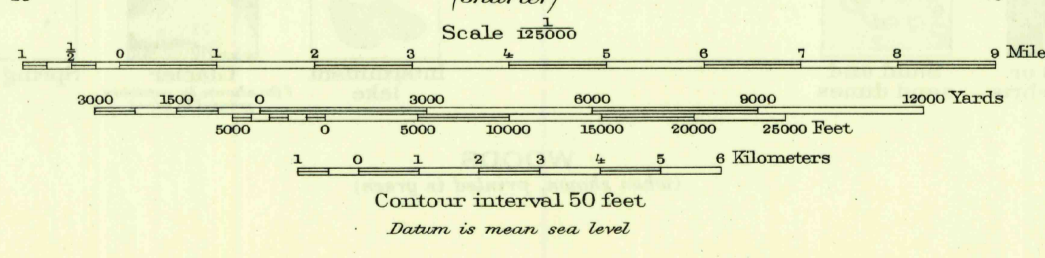 Scale 1/125000
1 1/2 0 1 2 3 4 5 6 7 8 9 Mile
3000 1500 0 3000 6000 9000 12000 Yards
5000 0 5000 10000 15000 20000 25000 Feet
1 0 1 2 3 4 5 6 Kilometers
Contour interval 50 feet
Datum is mean sea level